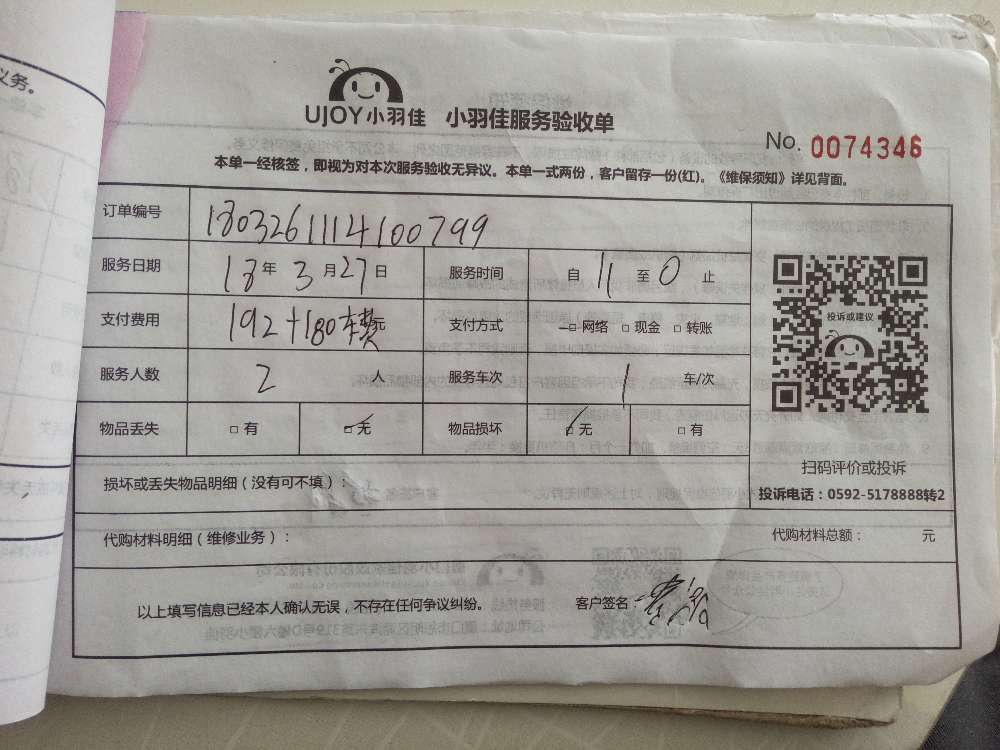 义务。
UJOY小羽佳 小羽佳服务验收单
No. 0074346
本单一经核签，即视为对本次服务验收无异议。本单一式两份，客户留存一份(红)。《维保须知》详见背面。
订单编号 1803261114100799
服务日期 18年3月27日 服务时间 自11至0止
支付费用 192+180车费元 支付方式 □网络 □现金 □转账
服务人数 2人 服务车次 1车/次
物品丢失 □有 □无 物品损坏 □无 □有
投诉或建议
扫码评价或投诉
投诉电话：0592-5178888转2
损坏或丢失物品明细（没有可不填）：
代购材料明细（维修业务）： 代购材料总额： 元
以上填写信息已经本人确认无误，不存在任何争议纠纷。 客户签名：